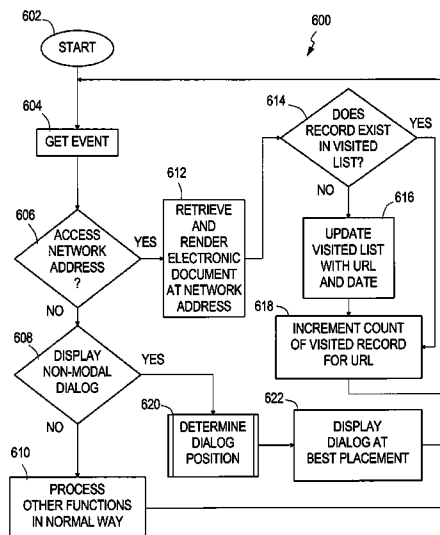 602
START
600
604
GET EVENT
606
ACCESS
NETWORK
ADDRESS
?
YES
NO
612
RETRIEVE
AND
RENDER
ELECTRONIC
DOCUMENT
AT NETWORK
ADDRESS
614
DOES
RECORD EXIST
IN VISITED
LIST?
YES
NO
616
UPDATE
VISITED LIST
WITH URL
AND DATE
618
INCREMENT COUNT
OF VISITED RECORD
FOR URL
608
DISPLAY
NON-MODAL
DIALOG
YES
NO
620
DETERMINE
DIALOG
POSITION
622
DISPLAY
DIALOG AT
BEST PLACEMENT
610
PROCESS
OTHER FUNCTIONS
IN NORMAL WAY